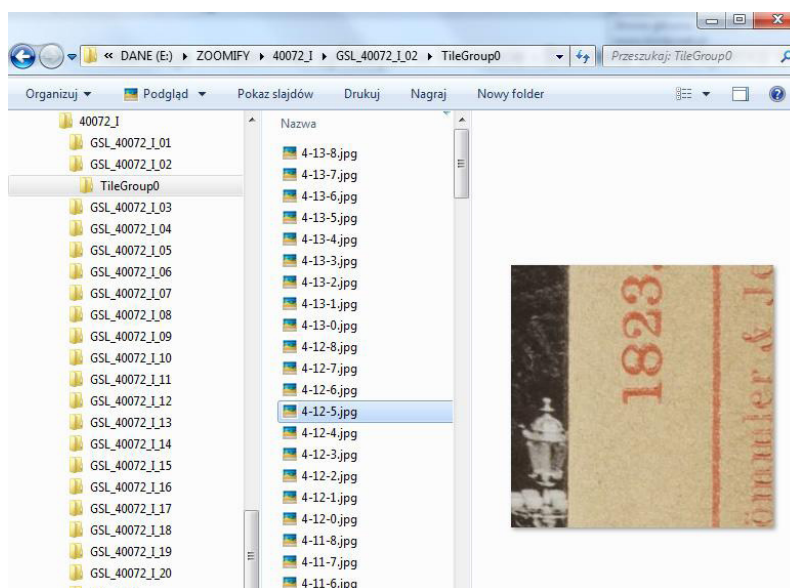 « DANE (E:) ▸ ZOOMIFY ▸ 40072_I ▸ GSL_40072_I_02 ▸ TileGroup0
Przeszukaj: TileGroup0
Organizuj
Podgląd
Pokaz slajdów
Drukuj
Nagraj
Nowy folder
40072_I
GSL_40072_I_01
GSL_40072_I_02
TileGroup0
GSL_40072_I_03
GSL_40072_I_04
GSL_40072_I_05
GSL_40072_I_06
GSL_40072_I_07
GSL_40072_I_08
GSL_40072_I_09
GSL_40072_I_10
GSL_40072_I_11
GSL_40072_I_12
GSL_40072_I_13
GSL_40072_I_14
GSL_40072_I_15
GSL_40072_I_16
GSL_40072_I_17
GSL_40072_I_18
GSL_40072_I_19
GSL_40072_I_20
Nazwa
4-13-8.jpg
4-13-7.jpg
4-13-6.jpg
4-13-5.jpg
4-13-4.jpg
4-13-3.jpg
4-13-2.jpg
4-13-1.jpg
4-13-0.jpg
4-12-8.jpg
4-12-7.jpg
4-12-6.jpg
4-12-5.jpg
4-12-4.jpg
4-12-3.jpg
4-12-2.jpg
4-12-1.jpg
4-12-0.jpg
4-11-8.jpg
4-11-7.jpg
4-11-6.jpg
1823
ömmler & J